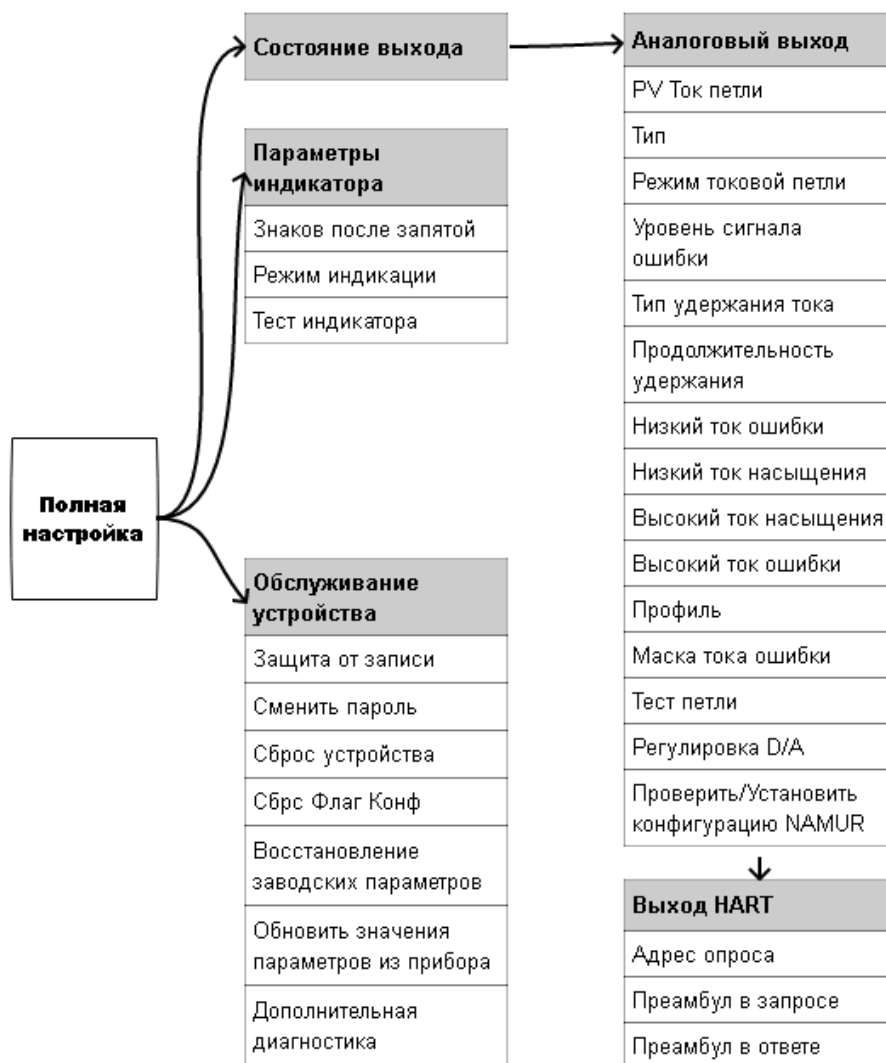 Полная
настройка
Состояние выхода
Параметры
индикатора
Знаков после запятой
Режим индикации
Тест индикатора
Обслуживание
устройства
Защита от записи
Сменить пароль
Сброс устройства
Сбрс Флаг Конф
Восстановление
заводских параметров
Обновить значения
параметров из прибора
Дополнительная
диагностика
Аналоговый выход
PV Ток петли
Тип
Режим токовой петли
Уровень сигнала
ошибки
Тип удержания тока
Продолжительность
удержания
Низкий ток ошибки
Низкий ток насыщения
Высокий ток насыщения
Высокий ток ошибки
Профиль
Маска тока ошибки
Тест петли
Регулировка D/A
Проверить/Установить
конфигурацию NAMUR
Выход HART
Адрес опроса
Преамбул в запросе
Преамбул в ответе